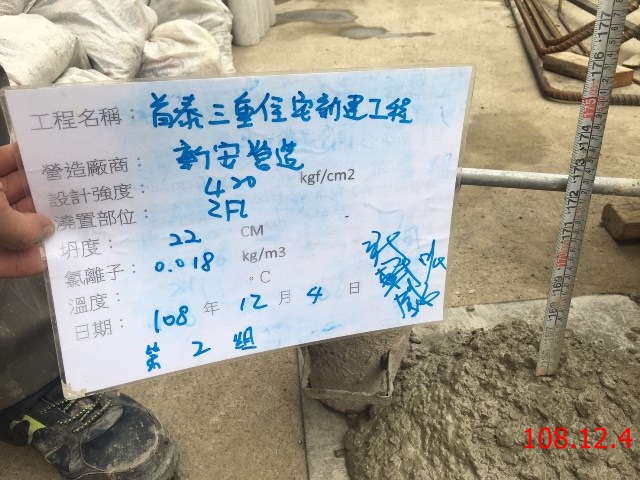 工程名稱： 首泰三重住宅新建工程
營造廠商： 新安營造
設計強度： 420 kgf/cm2
澆置部位： 2FL
坍度： 22 CM
氯離子： 0.018 kg/m3
溫度： °C
日期： 108 年 12 月 4 日
第 2 組
108.12.4